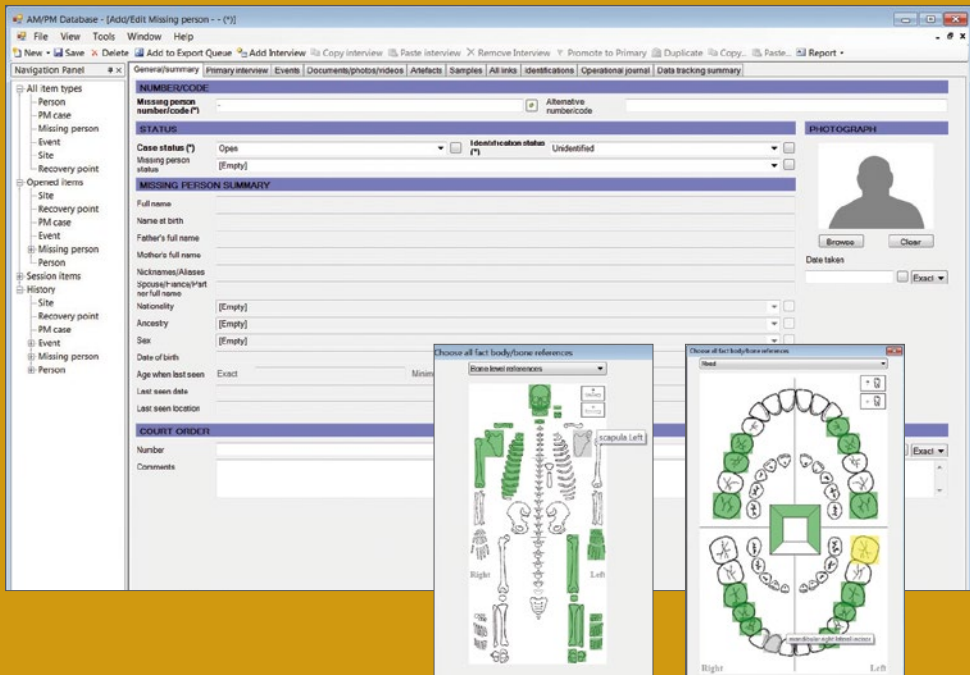 AM/PM Database - [Add/Edit Missing person - - (*)]
File View Tools Window Help
New Save Delete Add to Export Queue Add Interview Copy interview Paste interview Remove Interview Promote to Primary Duplicate Copy... Paste... Report
Navigation Panel
All item types
Person
PM case
Missing person
Event
Site
Recovery point
Opened items
Site
Recovery point
PM case
Event
Missing person
Person
Session items
History
Site
Recovery point
PM case
Event
Missing person
Person
General/summary Primary interview Events Documents/photos/videos Artefacts Samples All links Identifications Operational journal Data tracking summary
NUMBER/CODE
Missing person number/code (*) - # Alternative number/code
STATUS
Case status (*) Open Identification status (*) Unidentified
Missing person status [Empty]
PHOTOGRAPH
Browse Clear
Date taken
Exact
MISSING PERSON SUMMARY
Full name
Name at birth
Father's full name
Mother's full name
Nicknames/Aliases
Spouse/Fiance/Part
ner full name
Nationality [Empty]
Ancestry [Empty]
Sex [Empty]
Date of birth
Age when last seen Exact Minim
Last seen date
Last seen location
COURT ORDER
Number Exact
Comments
Choose all fact body/bone references
Bone level references
scapula Left
Right Left
Choose all fact body/bone references
mandibular right lateral incisor
Right Left